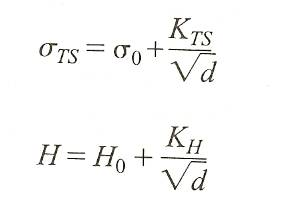 σ_TS = σ_0 + K_TS / √d
H = H_0 + K_H / √d